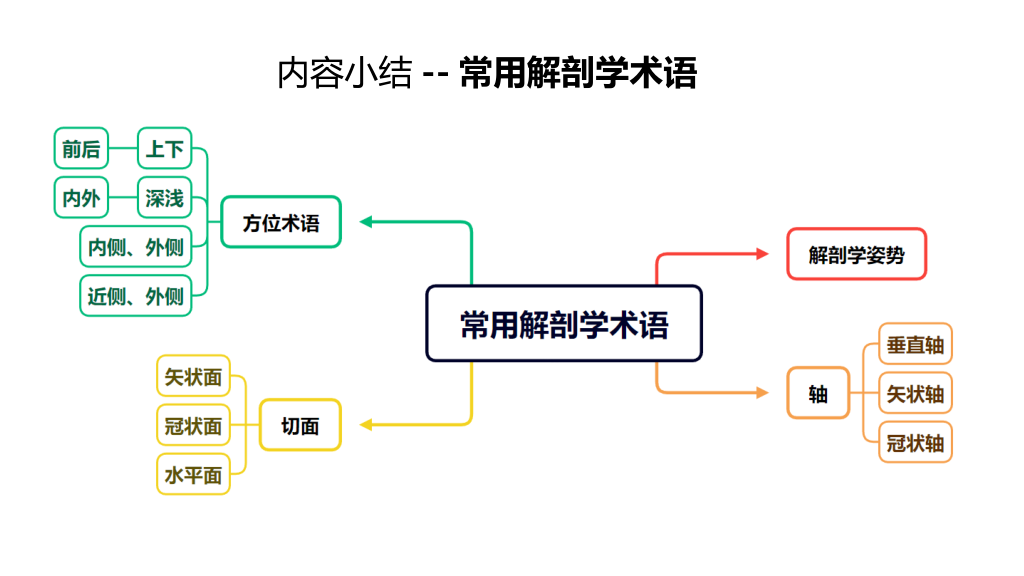 内容小结 -- 常用解剖学术语
前后
上下
内外
深浅
内侧、外侧
近侧、外侧
方位术语
矢状面
冠状面
水平面
切面
常用解剖学术语
解剖学姿势
轴
垂直轴
矢状轴
冠状轴